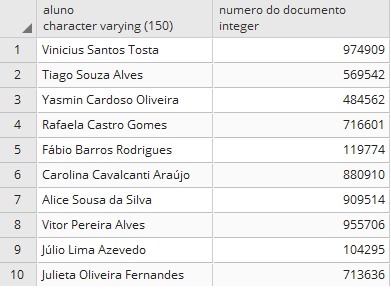 aluno numero do documento
character varying (150) integer
1 Vinicius Santos Tosta 974909
2 Tiago Souza Alves 569542
3 Yasmin Cardoso Oliveira 484562
4 Rafaela Castro Gomes 716601
5 Fábio Barros Rodrigues 119774
6 Carolina Cavalcanti Araújo 880910
7 Alice Sousa da Silva 909514
8 Vitor Pereira Alves 955706
9 Júlio Lima Azevedo 104295
10 Julieta Oliveira Fernandes 713636